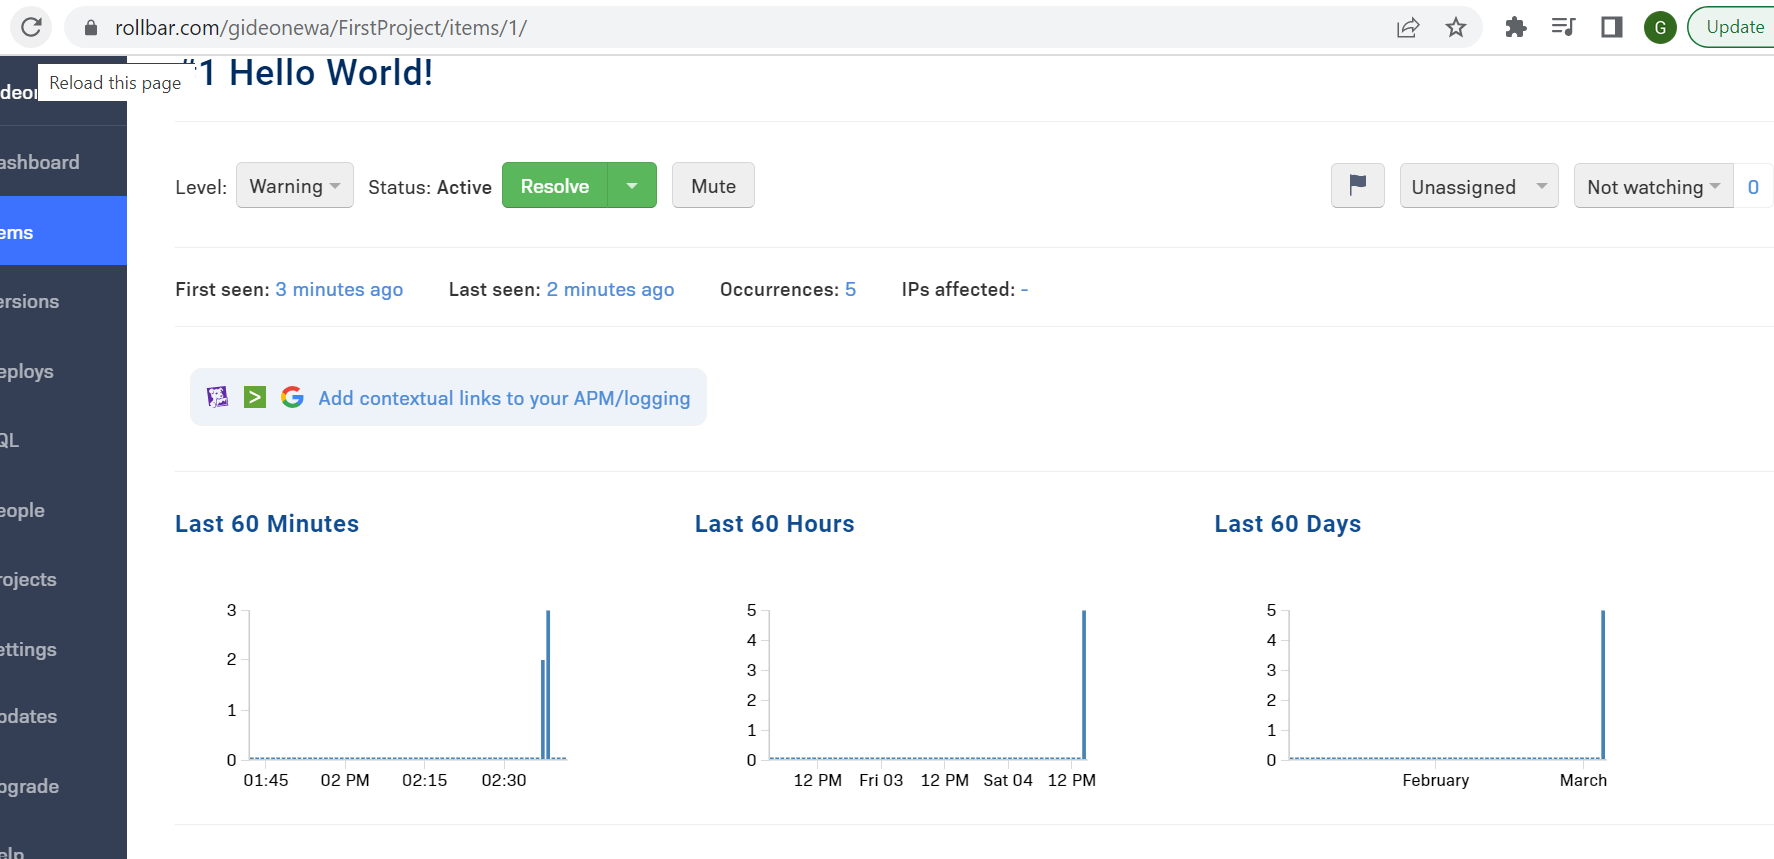 rollbar.com/gideonewa/FirstProject/items/1/
G
Update
Reload this page
#1 Hello World!
deor
ashboard
ems
ersions
eploys
QL
eople
rojects
ettings
pdates
pgrade
elp
Level: Warning Status: Active Resolve Mute Unassigned Not watching 0
First seen: 3 minutes ago Last seen: 2 minutes ago Occurrences: 5 IPs affected: -
> G Add contextual links to your APM/logging
Last 60 Minutes
3
2
1
0
01:45 02 PM 02:15 02:30
Last 60 Hours
5
4
3
2
1
0
12 PM Fri 03 12 PM Sat 04 12 PM
Last 60 Days
5
4
3
2
1
0
February March